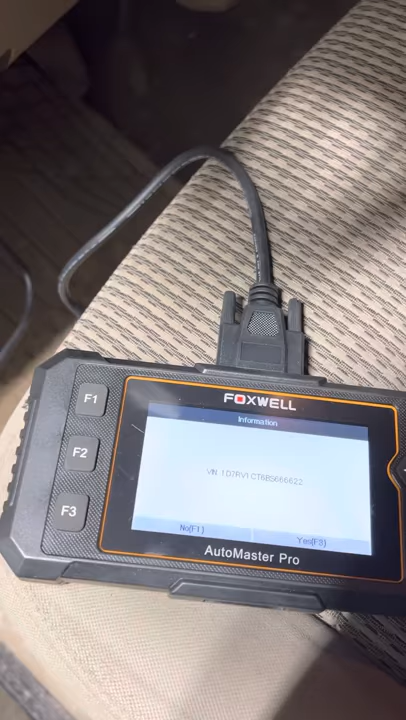 FOXWELL
Information
VIN: 1D7RV1CT6BS666622
No(F1)
Yes(F3)
AutoMaster Pro
F1
F2
F3